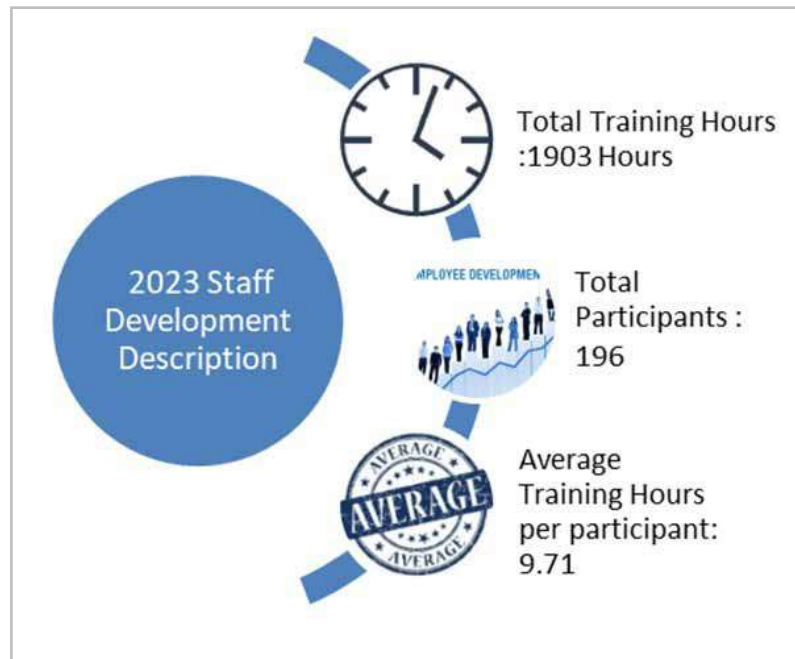 2023 Staff
Development
Description
Total Training Hours
:1903 Hours
MPLOYEE DEVELOPMEN
Total
Participants :
196
AVERAGE
AVERAGE
AVERAGE
Average
Training Hours
per participant:
9.71